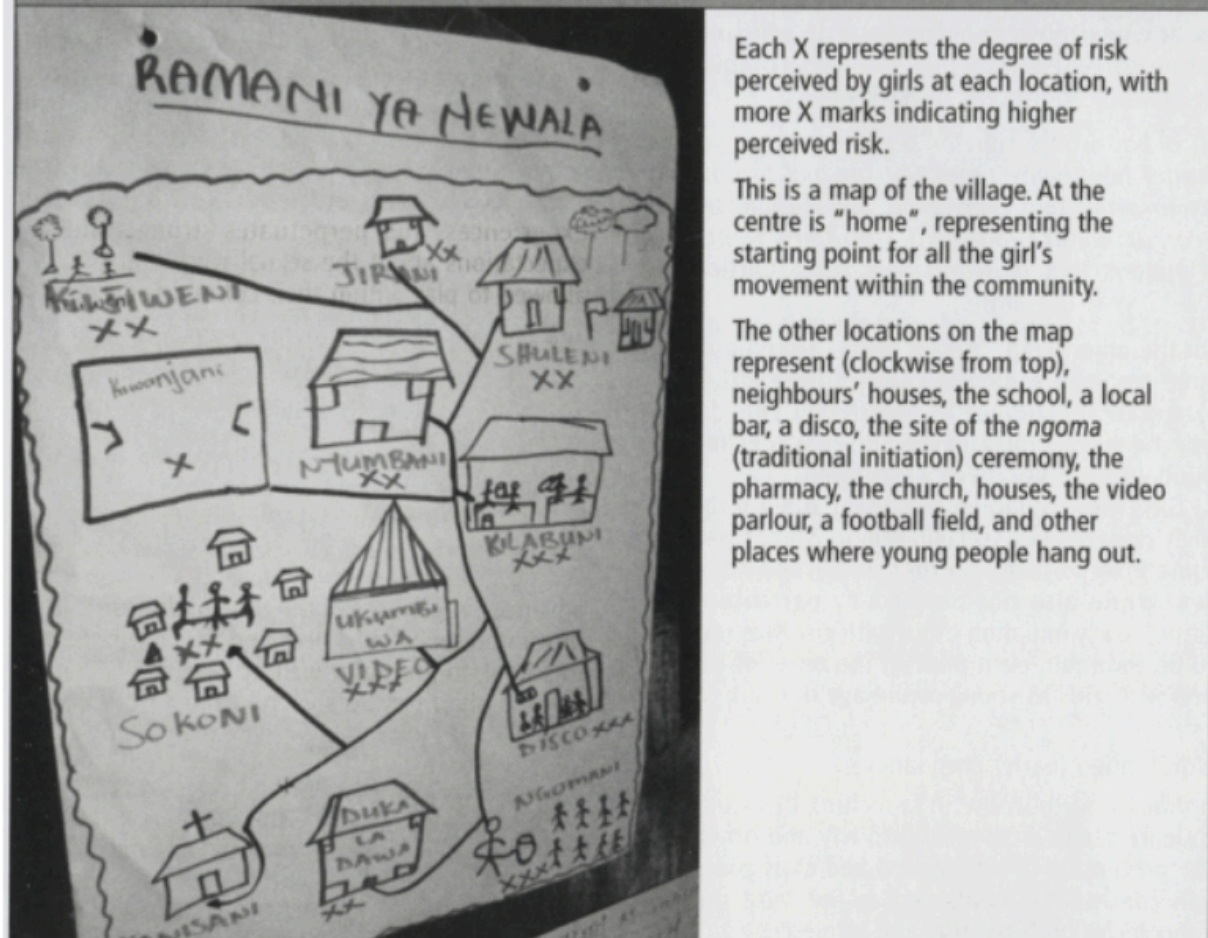 RAMANI YA NEWALA
JIRANI
XX
SHULENI
XX
XX
Kiwanjani
X
NYUMBANI
XX
KILABUNI
XXX
UKUMBI
WA
VIDEO
XXX
XX
SOKONI
DISCO XXX
NGOMANI
XXXX
DUKA
LA
DAWA
XX
Each X represents the degree of risk
perceived by girls at each location, with
more X marks indicating higher
perceived risk.
This is a map of the village. At the
centre is “home”, representing the
starting point for all the girl's
movement within the community.
The other locations on the map
represent (clockwise from top),
neighbours' houses, the school, a local
bar, a disco, the site of the ngoma
(traditional initiation) ceremony, the
pharmacy, the church, houses, the video
parlour, a football field, and other
places where young people hang out.